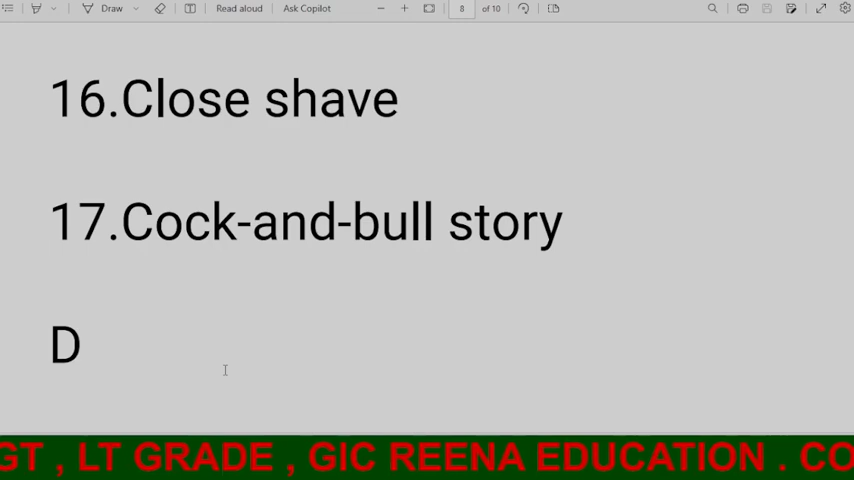 Draw Read aloud Ask Copilot 8 of 10
16.Close shave
17.Cock-and-bull story
D
GT , LT GRADE , GIC REENA EDUCATION . CO